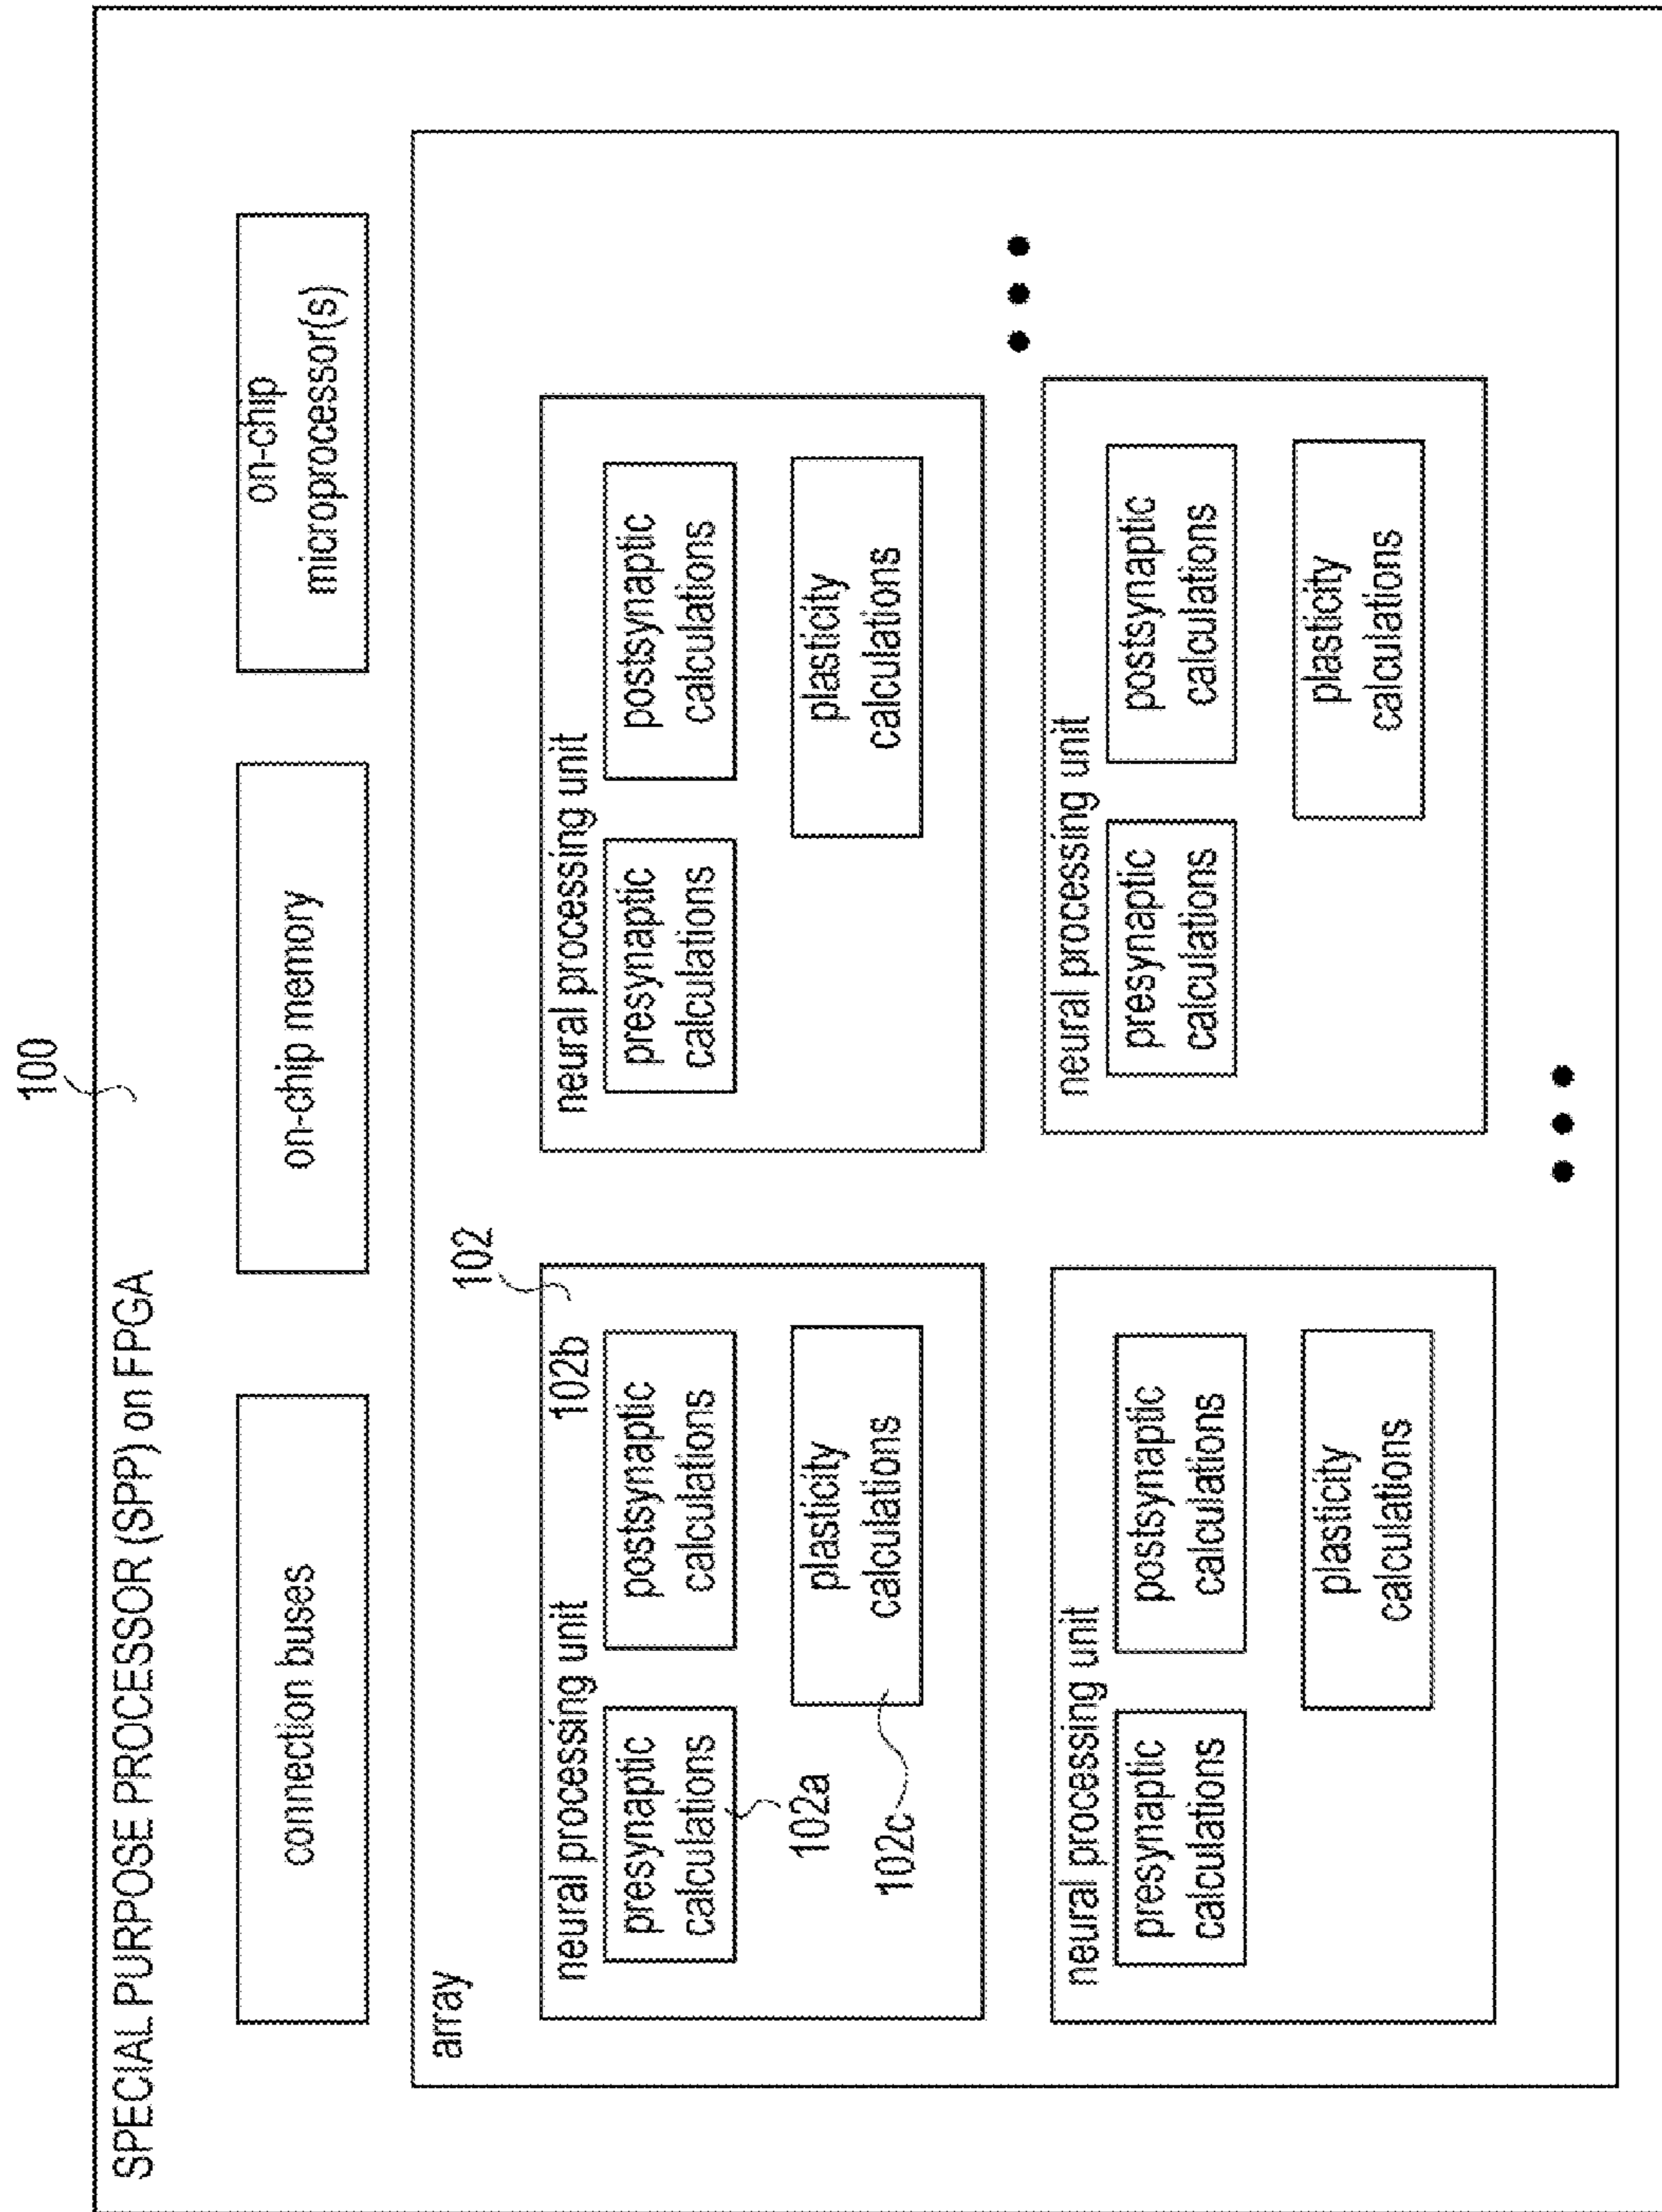 100
SPECIAL PURPOSE PROCESSOR (SPP) on FPGA
connection buses
on-chip memory
on-chip
microprocessor(s)
array
102
neural processing unit
102b
presynaptic
calculations
postsynaptic
calculations
102a
plasticity
calculations
102c
neural processing unit
presynaptic
calculations
postsynaptic
calculations
plasticity
calculations
neural processing unit
presynaptic
calculations
postsynaptic
calculations
plasticity
calculations
neural processing unit
presynaptic
calculations
postsynaptic
calculations
plasticity
calculations